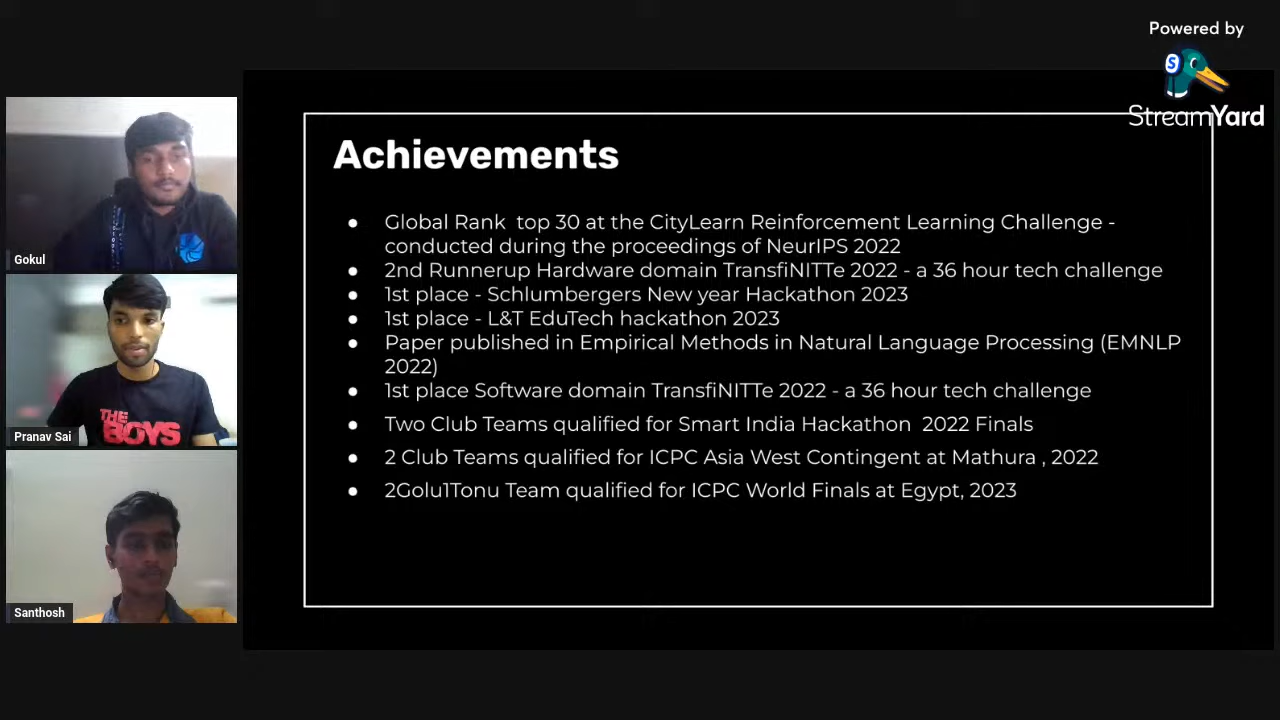 Powered by
StreamYard
Gokul
Pranav Sai
THE
BOYS
Santhosh
Achievements
● Global Rank  top 30 at the CityLearn Reinforcement Learning Challenge -
conducted during the proceedings of NeurIPS 2022
● 2nd Runnerup Hardware domain TransfiNITTe 2022 - a 36 hour tech challenge
● 1st place - Schlumbergers New year Hackathon 2023
● 1st place - L&T EduTech hackathon 2023
● Paper published in Empirical Methods in Natural Language Processing (EMNLP
2022)
● 1st place Software domain TransfiNITTe 2022 - a 36 hour tech challenge
● Two Club Teams qualified for Smart India Hackathon  2022 Finals
● 2 Club Teams qualified for ICPC Asia West Contingent at Mathura , 2022
● 2Golu1Tonu Team qualified for ICPC World Finals at Egypt, 2023